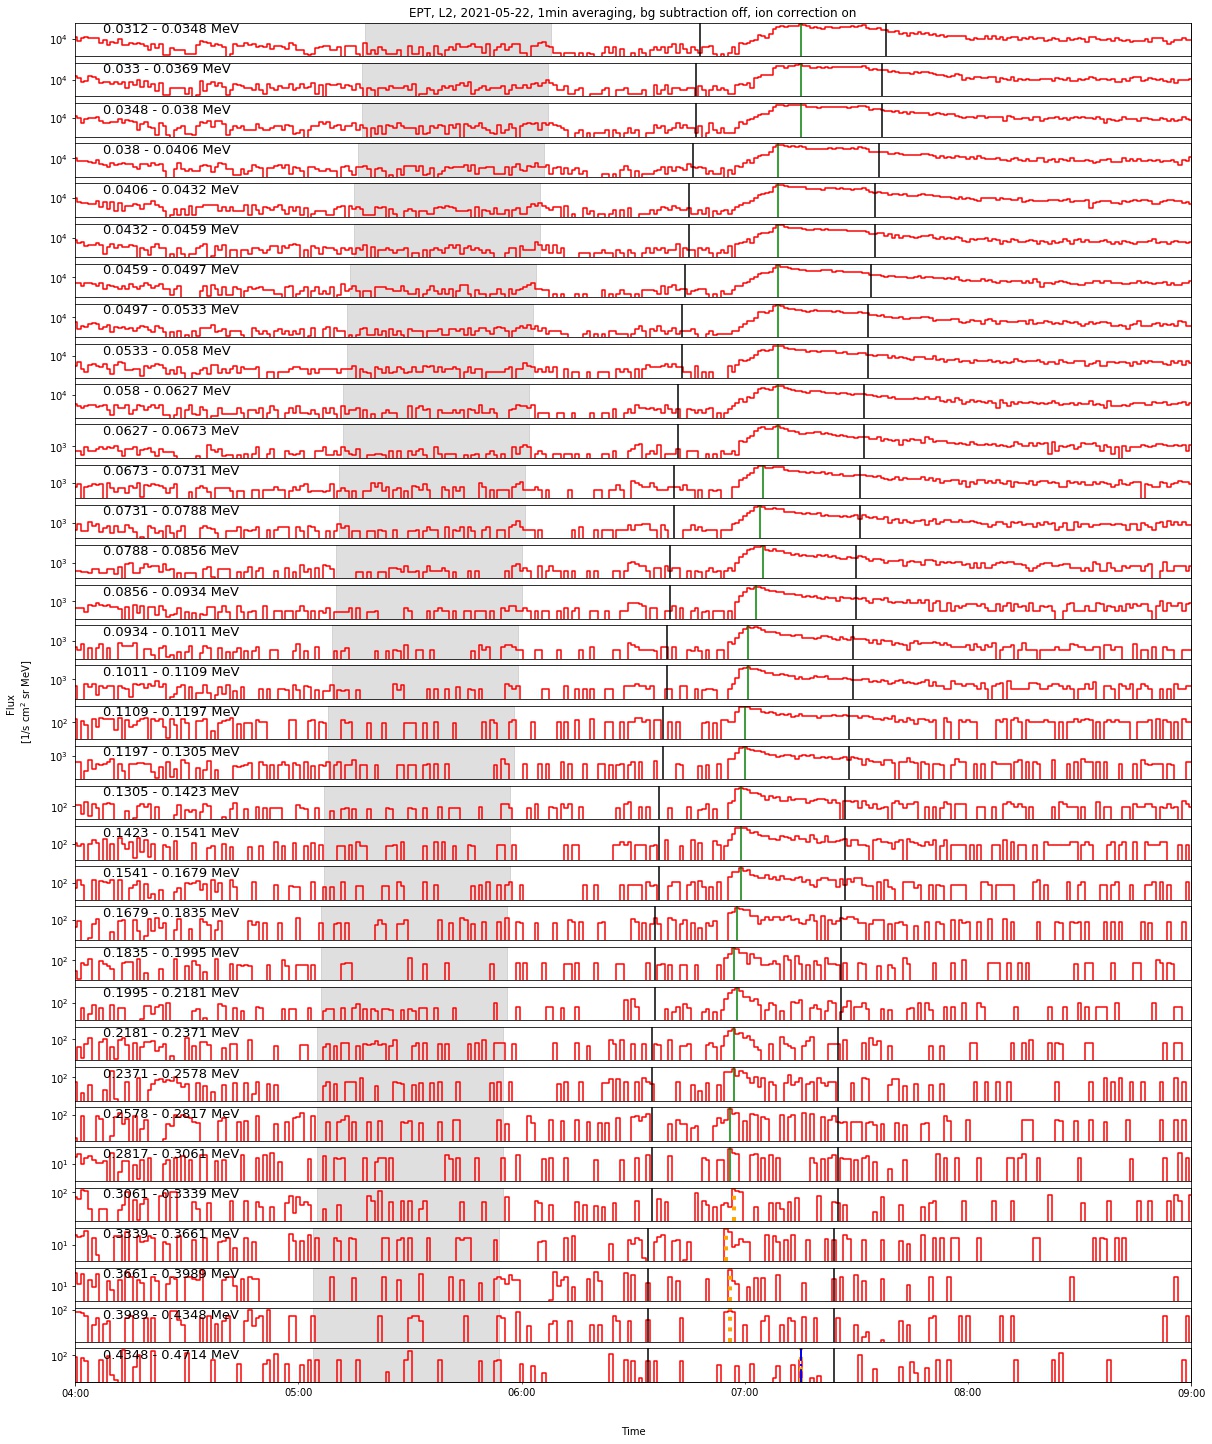 EPT, L2, 2021-05-22, 1min averaging, bg subtraction off, ion correction on
0.0312 - 0.0348 MeV
10⁴
0.033 - 0.0369 MeV
10⁴
0.0348 - 0.038 MeV
10⁴
0.038 - 0.0406 MeV
10⁴
0.0406 - 0.0432 MeV
10⁴
0.0432 - 0.0459 MeV
10⁴
0.0459 - 0.0497 MeV
10⁴
0.0497 - 0.0533 MeV
10⁴
0.0533 - 0.058 MeV
10⁴
0.058 - 0.0627 MeV
10⁴
0.0627 - 0.0673 MeV
10³
0.0673 - 0.0731 MeV
10³
0.0731 - 0.0788 MeV
10³
0.0788 - 0.0856 MeV
10³
0.0856 - 0.0934 MeV
10³
0.0934 - 0.1011 MeV
10³
0.1011 - 0.1109 MeV
10³
0.1109 - 0.1197 MeV
10²
0.1197 - 0.1305 MeV
10³
0.1305 - 0.1423 MeV
10²
0.1423 - 0.1541 MeV
10²
0.1541 - 0.1679 MeV
10²
0.1679 - 0.1835 MeV
10²
0.1835 - 0.1995 MeV
10²
0.1995 - 0.2181 MeV
10²
0.2181 - 0.2371 MeV
10²
0.2371 - 0.2578 MeV
10²
0.2578 - 0.2817 MeV
10²
0.2817 - 0.3061 MeV
10¹
0.3061 - 0.3339 MeV
10²
0.3339 - 0.3661 MeV
10¹
0.3661 - 0.3989 MeV
10¹
0.3989 - 0.4348 MeV
10²
0.4348 - 0.4714 MeV
10²
Flux
[1/s cm² sr MeV]
04:00 05:00 06:00 07:00 08:00 09:00
Time